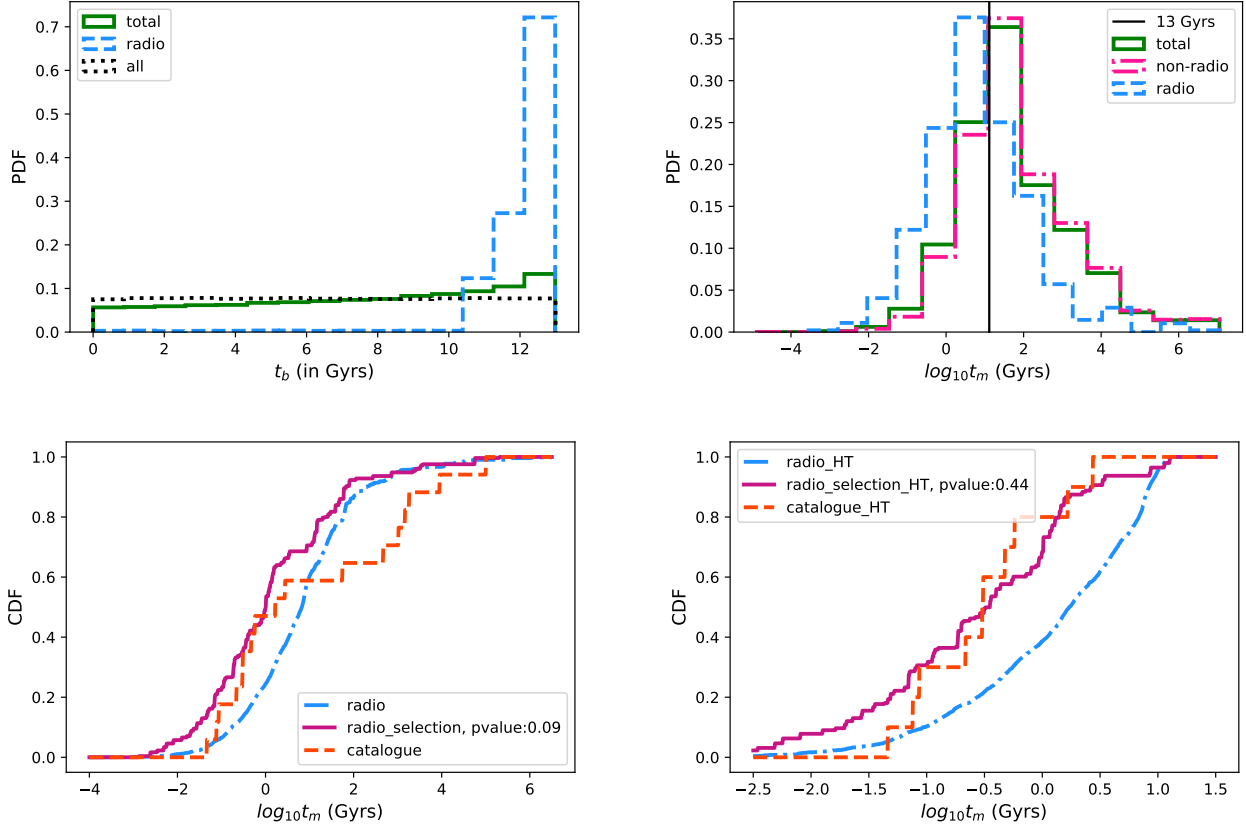 total
radio
all
PDF
0.0
0.1
0.2
0.3
0.4
0.5
0.6
0.7
0 2 4 6 8 10 12
t_b (in Gyrs)
13 Gyrs
total
non-radio
radio
PDF
0.00
0.05
0.10
0.15
0.20
0.25
0.30
0.35
−4 −2 0 2 4 6
log_10 t_m (Gyrs)
radio
radio_selection, pvalue:0.09
catalogue
CDF
0.0
0.2
0.4
0.6
0.8
1.0
−4 −2 0 2 4 6
log_10 t_m (Gyrs)
radio_HT
radio_selection_HT, pvalue:0.44
catalogue_HT
CDF
0.0
0.2
0.4
0.6
0.8
1.0
−2.5 −2.0 −1.5 −1.0 −0.5 0.0 0.5 1.0 1.5
log_10 t_m (Gyrs)